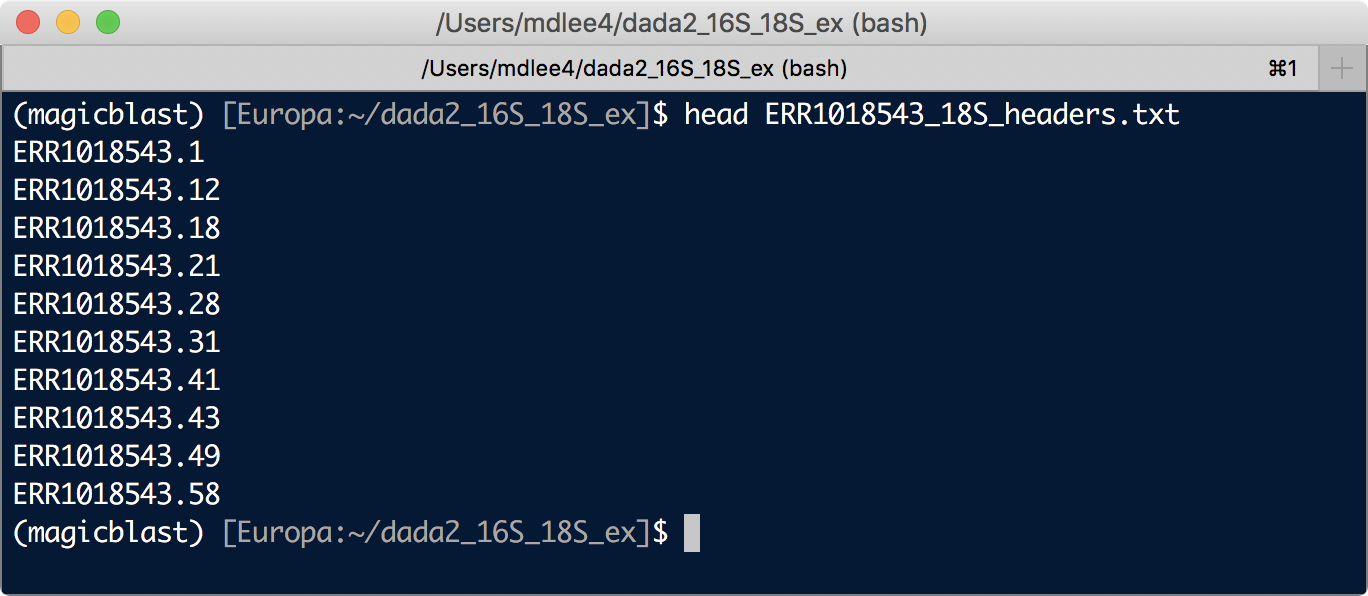 /Users/mdlee4/dada2_16S_18S_ex (bash)
/Users/mdlee4/dada2_16S_18S_ex (bash) ⌘1
(magicblast) [Europa:~/dada2_16S_18S_ex]$ head ERR1018543_18S_headers.txt
ERR1018543.1
ERR1018543.12
ERR1018543.18
ERR1018543.21
ERR1018543.28
ERR1018543.31
ERR1018543.41
ERR1018543.43
ERR1018543.49
ERR1018543.58
(magicblast) [Europa:~/dada2_16S_18S_ex]$